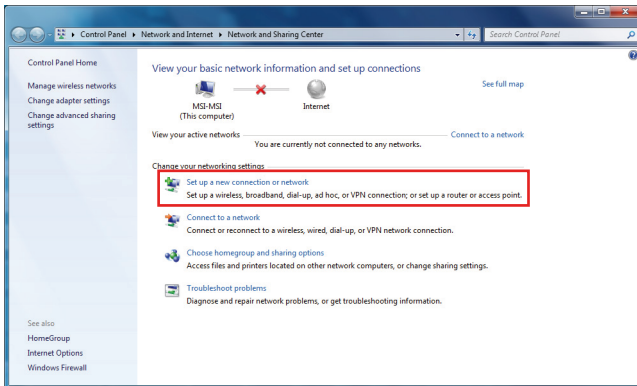 Control Panel ▸ Network and Internet ▸ Network and Sharing Center
Search Control Panel
Control Panel Home
Manage wireless networks
Change adapter settings
Change advanced sharing
settings
View your basic network information and set up connections
See full map
MSI-MSI
(This computer)
Internet
View your active networks
Connect to a network
You are currently not connected to any networks.
Change your networking settings
Set up a new connection or network
Set up a wireless, broadband, dial-up, ad hoc, or VPN connection; or set up a router or access point.
Connect to a network
Connect or reconnect to a wireless, wired, dial-up, or VPN network connection.
Choose homegroup and sharing options
Access files and printers located on other network computers, or change sharing settings.
Troubleshoot problems
Diagnose and repair network problems, or get troubleshooting information.
See also
HomeGroup
Internet Options
Windows Firewall